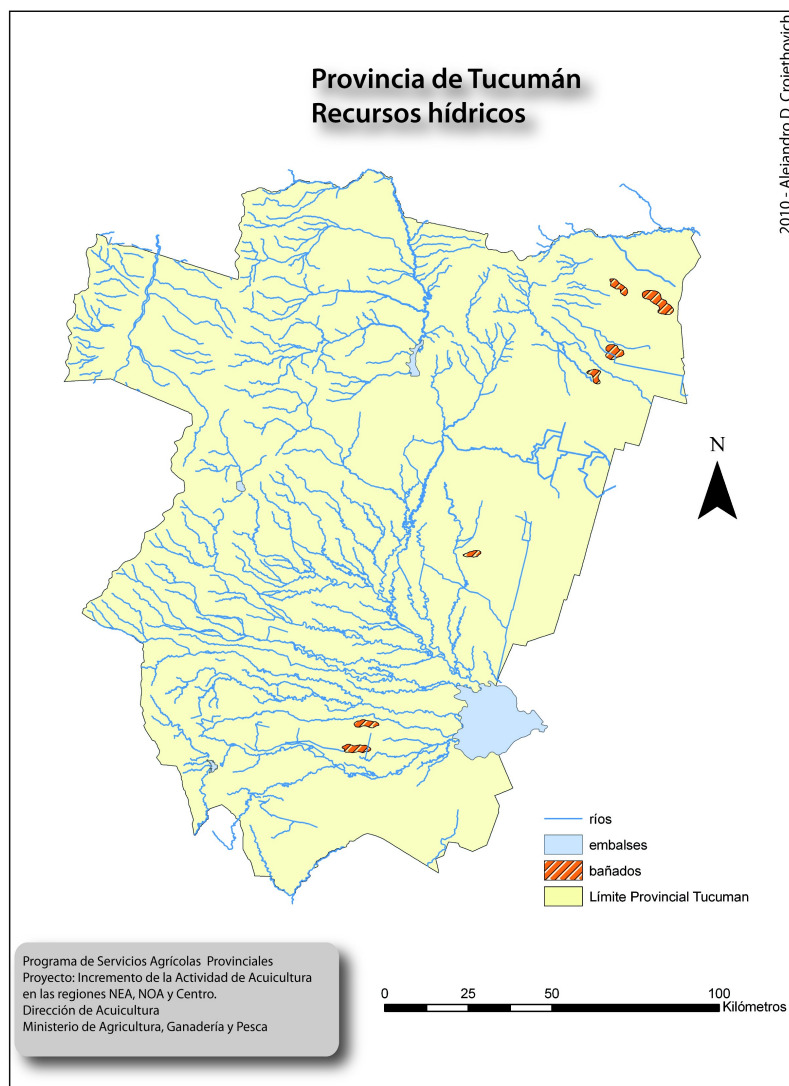 Provincia de Tucumán
Recursos hídricos
2010 - Alejandro D. Crojethovich
N
ríos
embalses
bañados
Límite Provincial Tucuman
Programa de Servicios Agrícolas Provinciales
Proyecto: Incremento de la Actividad de Acuicultura
en las regiones NEA, NOA y Centro.
Dirección de Acuicultura
Ministerio de Agricultura, Ganadería y Pesca
0 25 50 100
Kilómetros